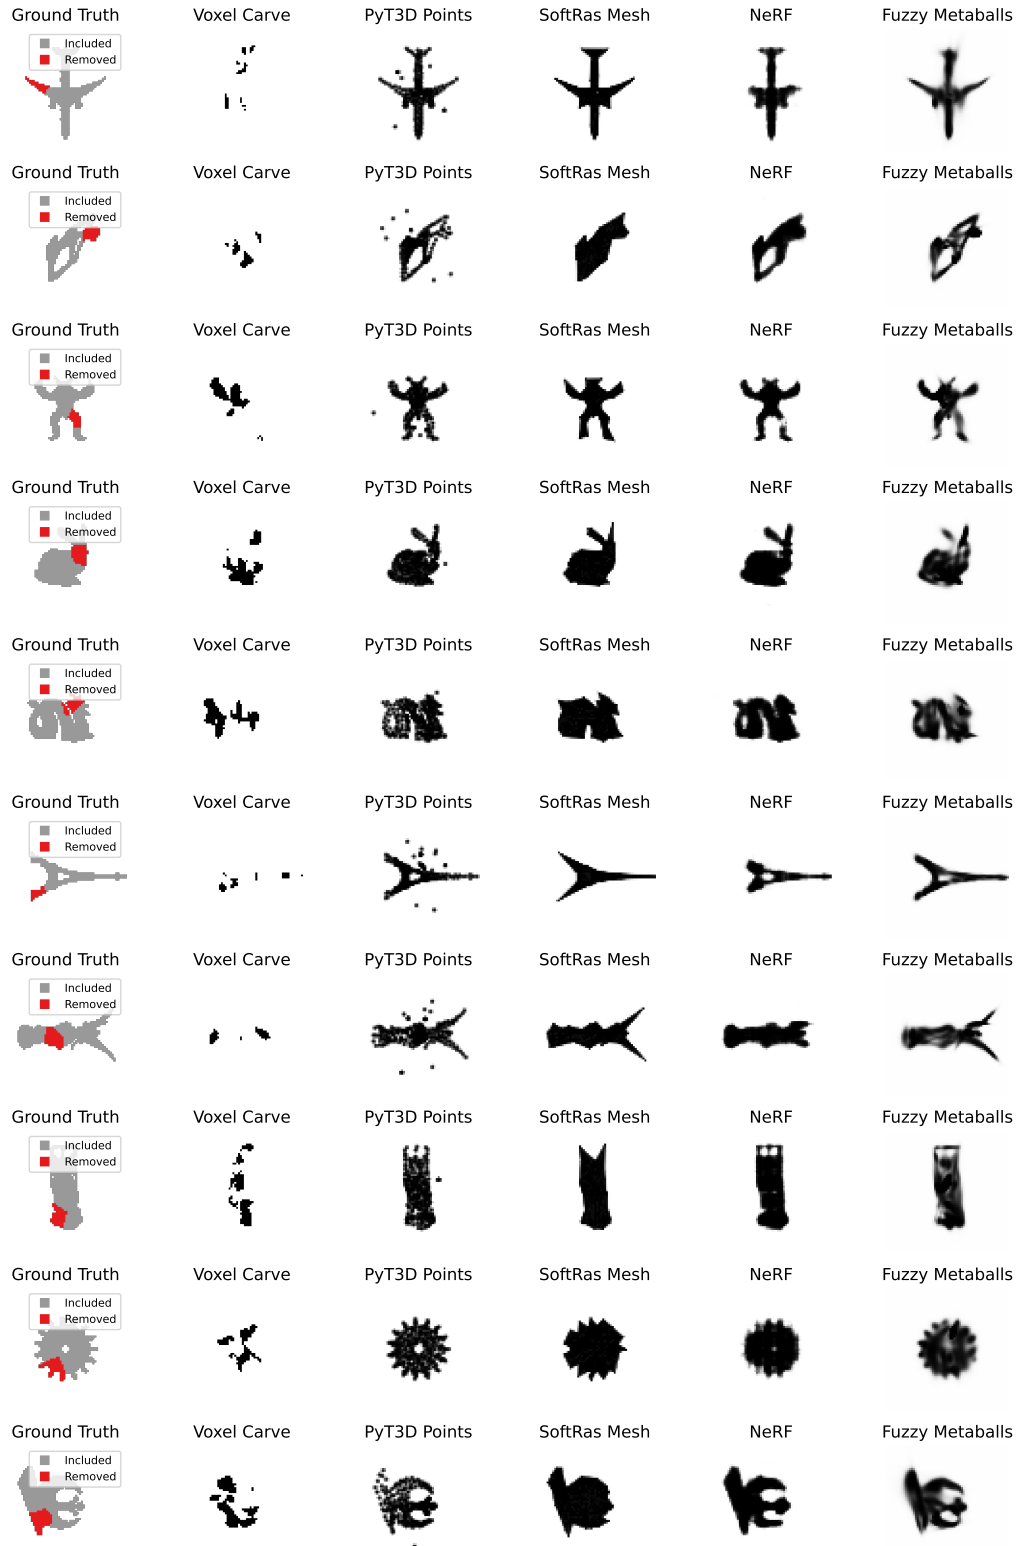 Ground Truth Voxel Carve PyT3D Points SoftRas Mesh NeRF Fuzzy Metaballs
Included
Removed
Ground Truth Voxel Carve PyT3D Points SoftRas Mesh NeRF Fuzzy Metaballs
Included
Removed
Ground Truth Voxel Carve PyT3D Points SoftRas Mesh NeRF Fuzzy Metaballs
Included
Removed
Ground Truth Voxel Carve PyT3D Points SoftRas Mesh NeRF Fuzzy Metaballs
Included
Removed
Ground Truth Voxel Carve PyT3D Points SoftRas Mesh NeRF Fuzzy Metaballs
Included
Removed
Ground Truth Voxel Carve PyT3D Points SoftRas Mesh NeRF Fuzzy Metaballs
Included
Removed
Ground Truth Voxel Carve PyT3D Points SoftRas Mesh NeRF Fuzzy Metaballs
Included
Removed
Ground Truth Voxel Carve PyT3D Points SoftRas Mesh NeRF Fuzzy Metaballs
Included
Removed
Ground Truth Voxel Carve PyT3D Points SoftRas Mesh NeRF Fuzzy Metaballs
Included
Removed
Ground Truth Voxel Carve PyT3D Points SoftRas Mesh NeRF Fuzzy Metaballs
Included
Removed